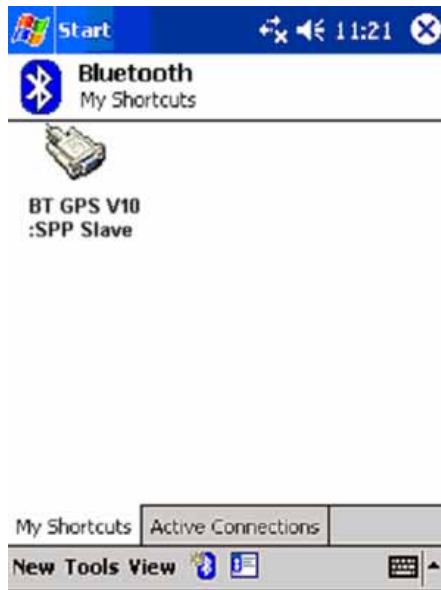 Start 11:21
Bluetooth
My Shortcuts
BT GPS V10
:SPP Slave
My Shortcuts Active Connections
New Tools View